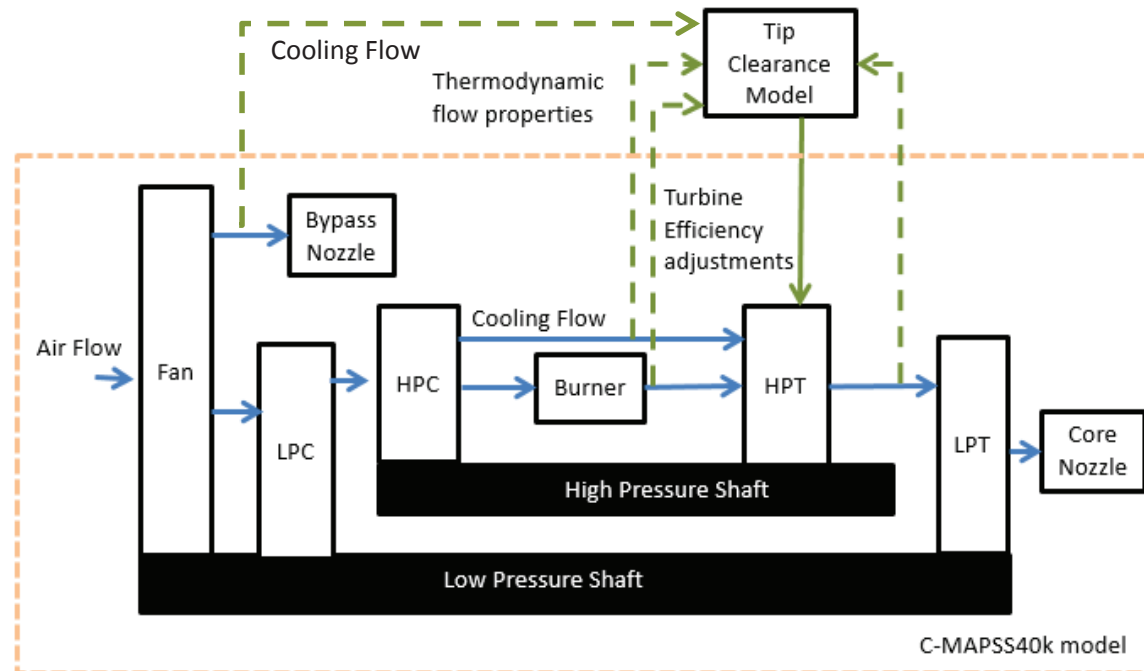 Cooling Flow
Tip
Clearance
Model
Thermodynamic
flow properties
Turbine
Efficiency
adjustments
Bypass
Nozzle
Air Flow
Fan
LPC
HPC
Cooling Flow
Burner
HPT
LPT
Core
Nozzle
High Pressure Shaft
Low Pressure Shaft
C-MAPSS40k model